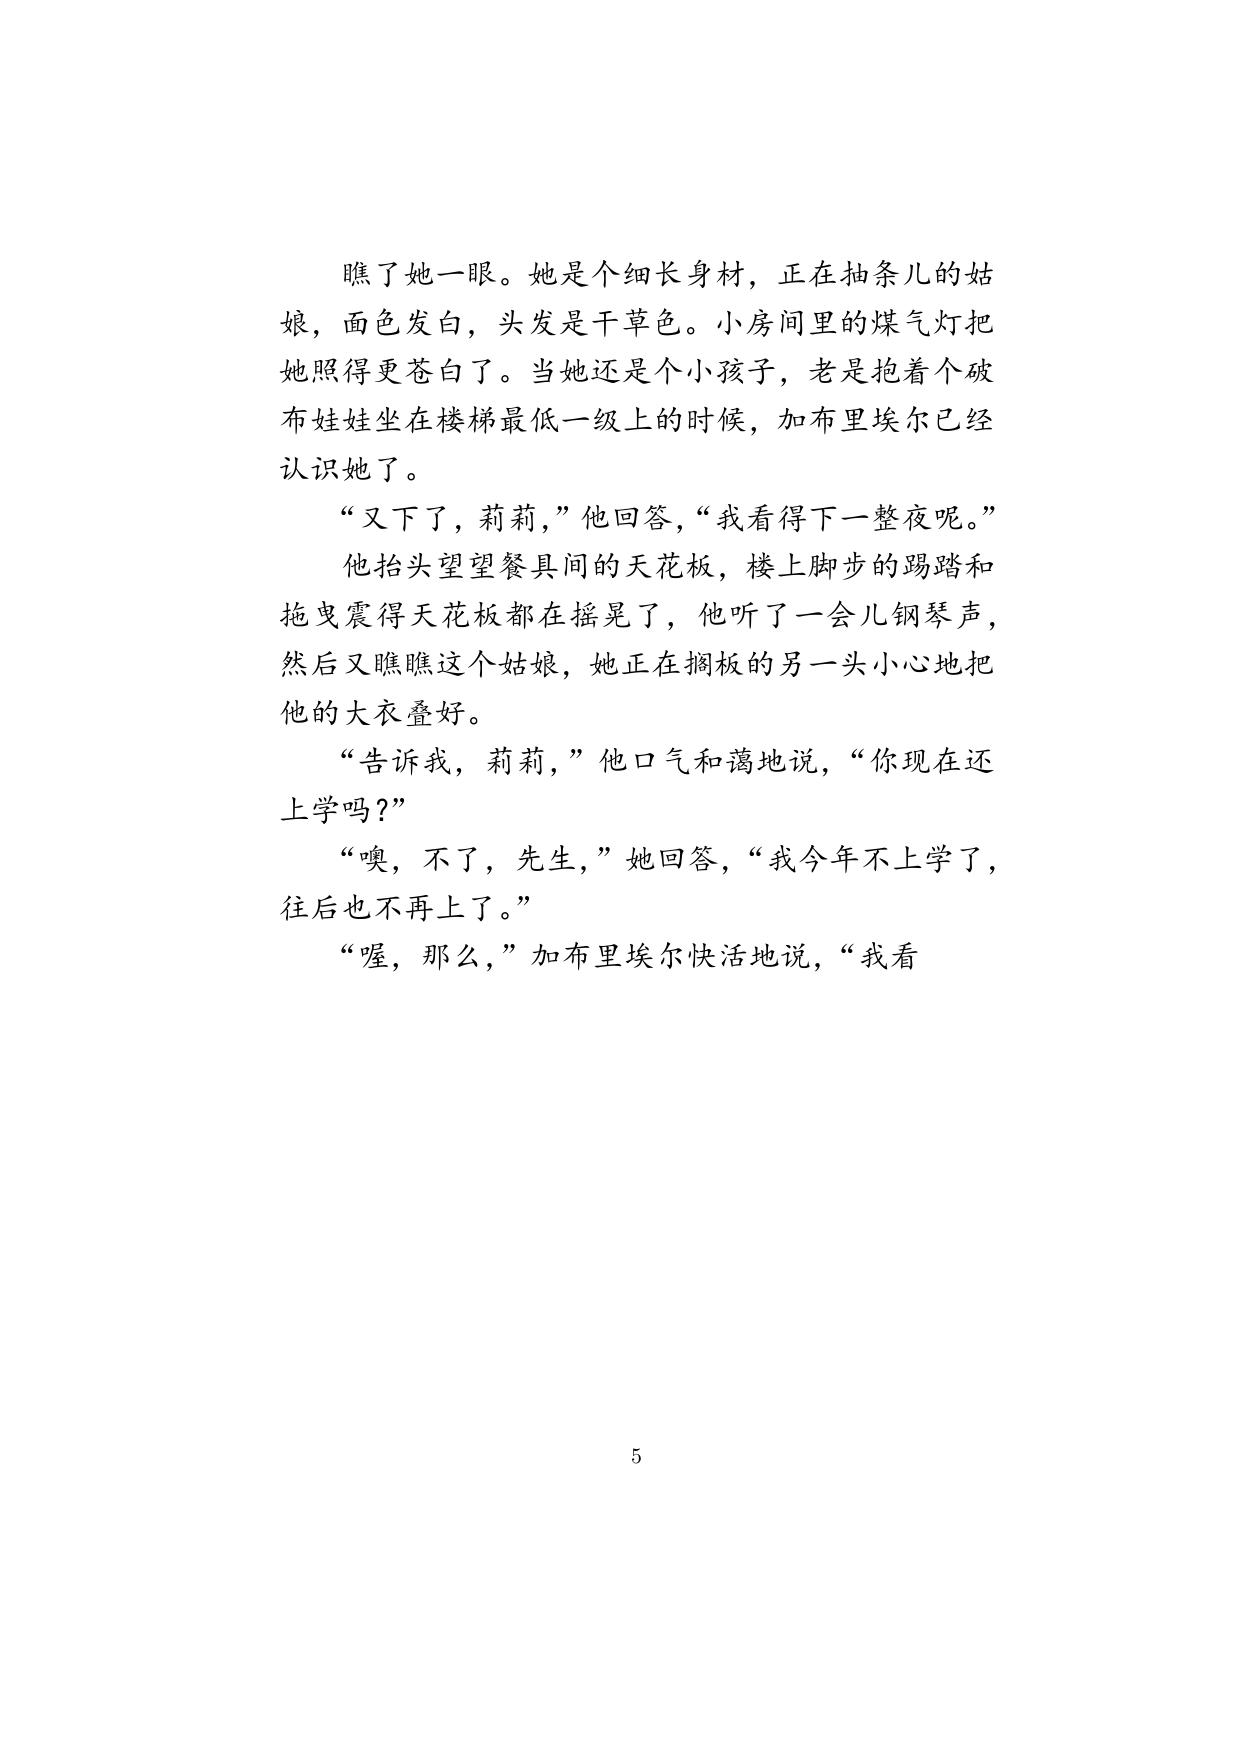 瞧了她一眼。她是个细长身材，正在抽条儿的姑
娘，面色发白，头发是干草色。小房间里的煤气灯把
她照得更苍白了。当她还是个小孩子，老是抱着个破
布娃娃坐在楼梯最低一级上的时候，加布里埃尔已经
认识她了。
“又下了，莉莉，”他回答，“我看得下一整夜呢。”
他抬头望望餐具间的天花板，楼上脚步的踢踏和
拖曳震得天花板都在摇晃了，他听了一会儿钢琴声，
然后又瞧瞧这个姑娘，她正在搁板的另一头小心地把
他的大衣叠好。
“告诉我，莉莉，”他口气和蔼地说，“你现在还
上学吗？”
“噢，不了，先生，”她回答，“我今年不上学了，
往后也不再上了。”
“喔，那么，”加布里埃尔快活地说，“我看
5